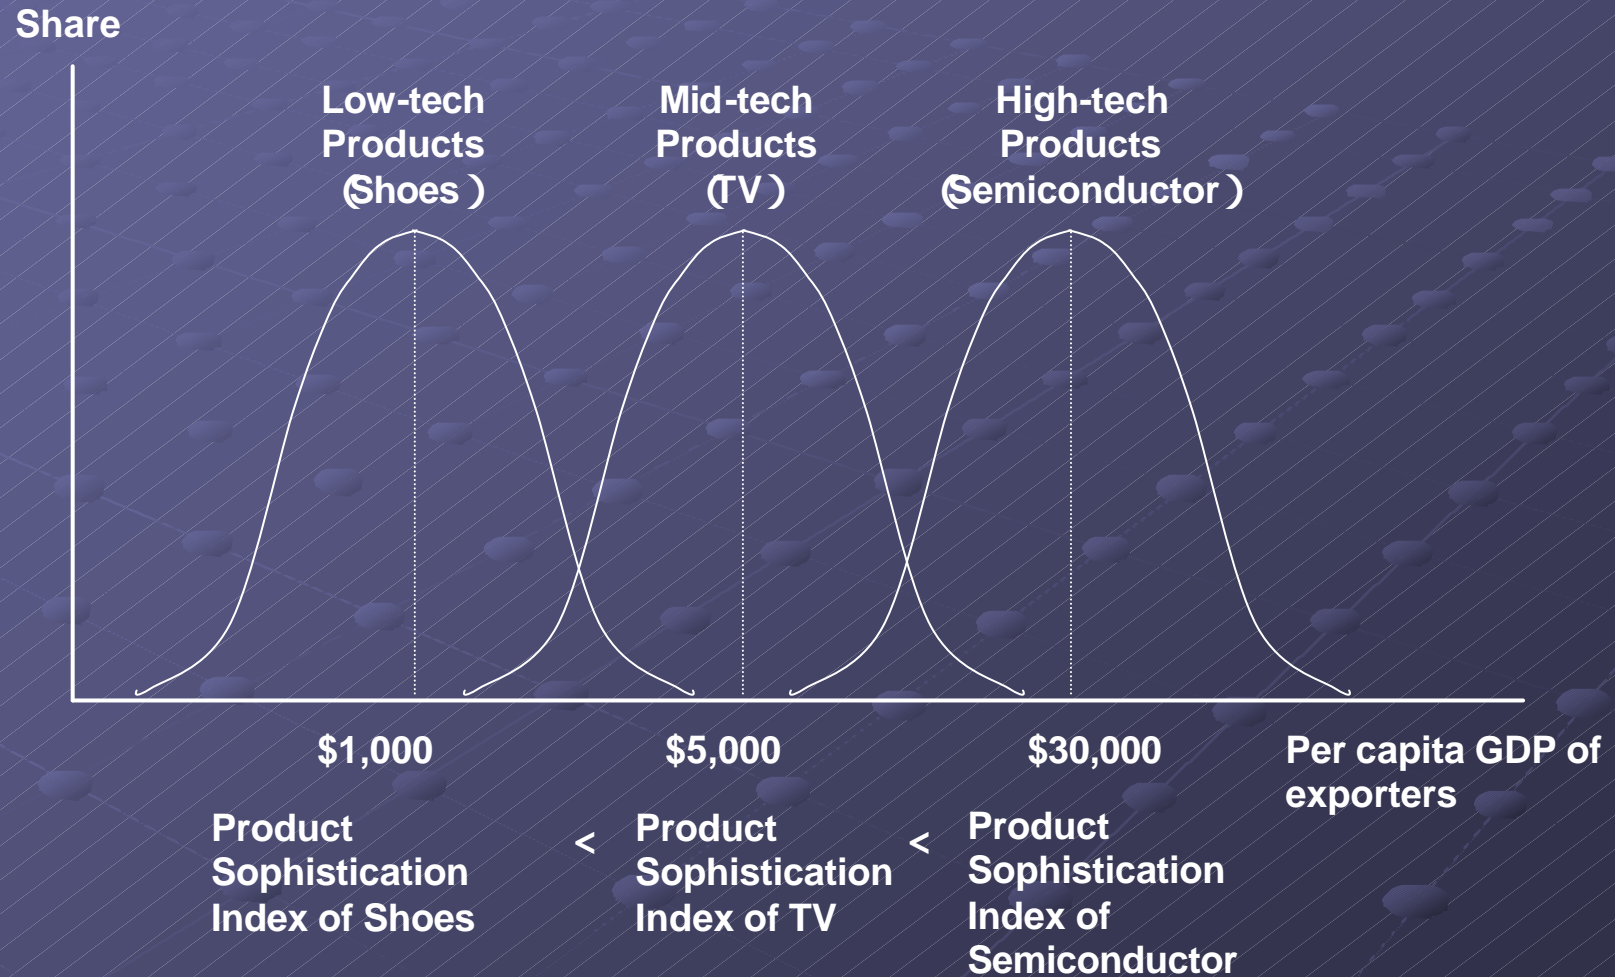 Share
Low-tech
Products
(Shoes)
Mid-tech
Products
(TV)
High-tech
Products
(Semiconductor)
$1,000
$5,000
$30,000
Per capita GDP of
exporters
Product
Sophistication
Index of Shoes
<
Product
Sophistication
Index of TV
<
Product
Sophistication
Index of
Semiconductor